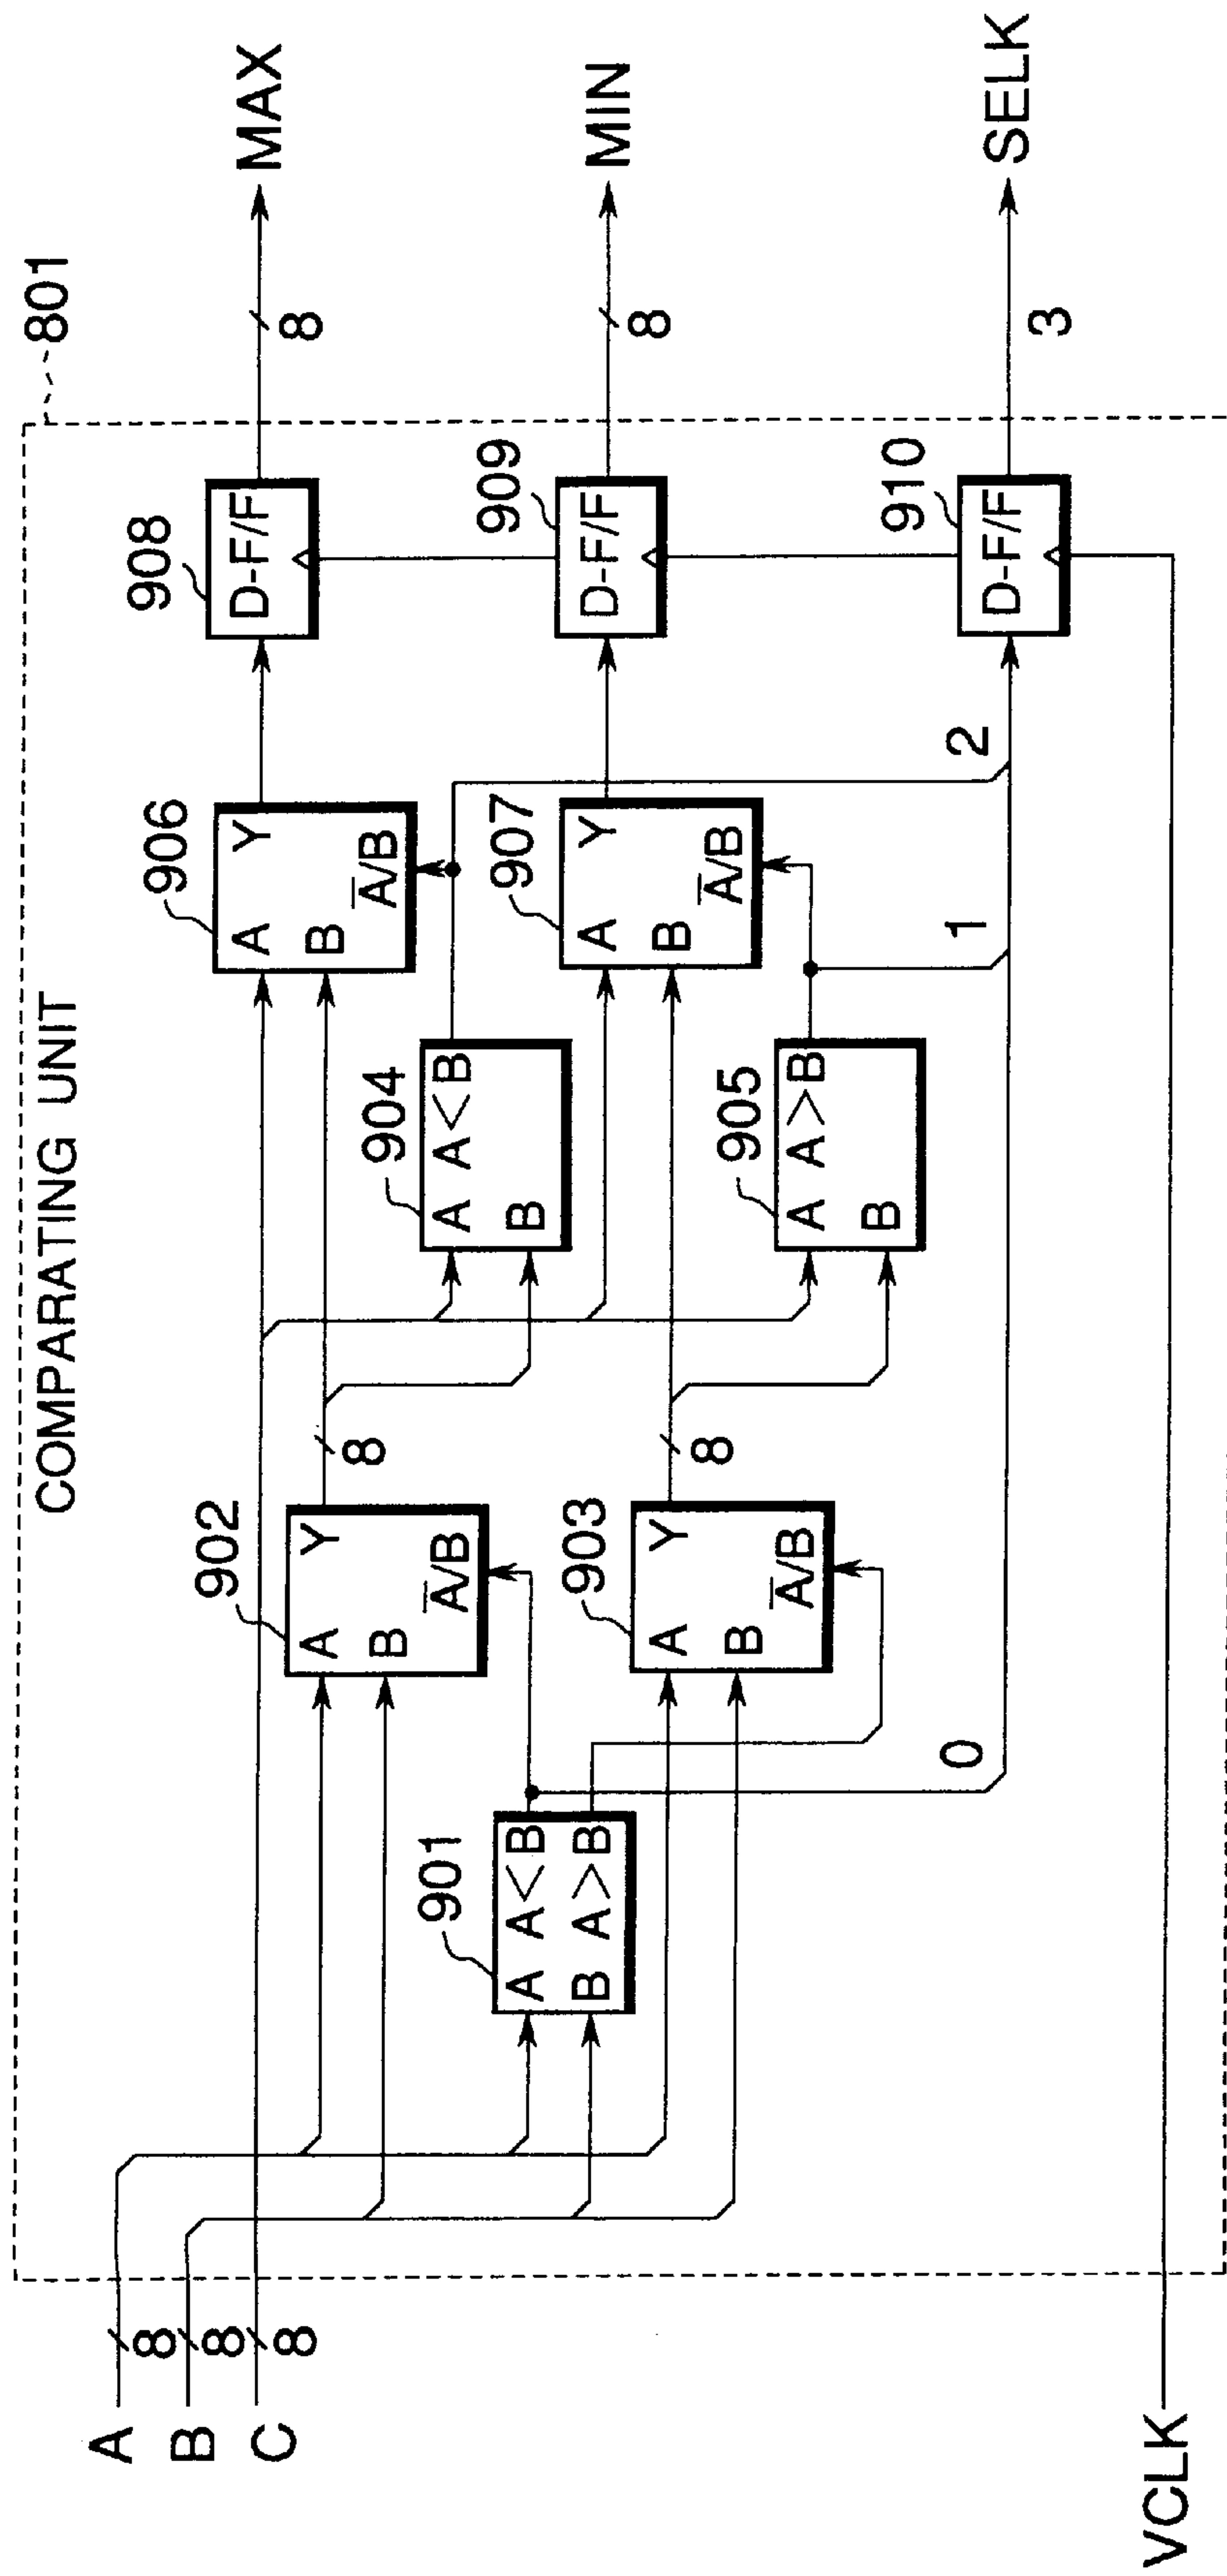 COMPARATING UNIT
801
A
8
B
8
C
8
VCLK
901
A A<B
B A>B
902
A Y
B
A̅/B
8
903
A Y
B
A̅/B
8
0
904
A A<B
B
905
A A>B
B
906
A Y
B
A̅/B
907
A Y
B
A̅/B
1
2
908
D-F/F
909
D-F/F
910
D-F/F
8
MAX
8
MIN
3
SELK